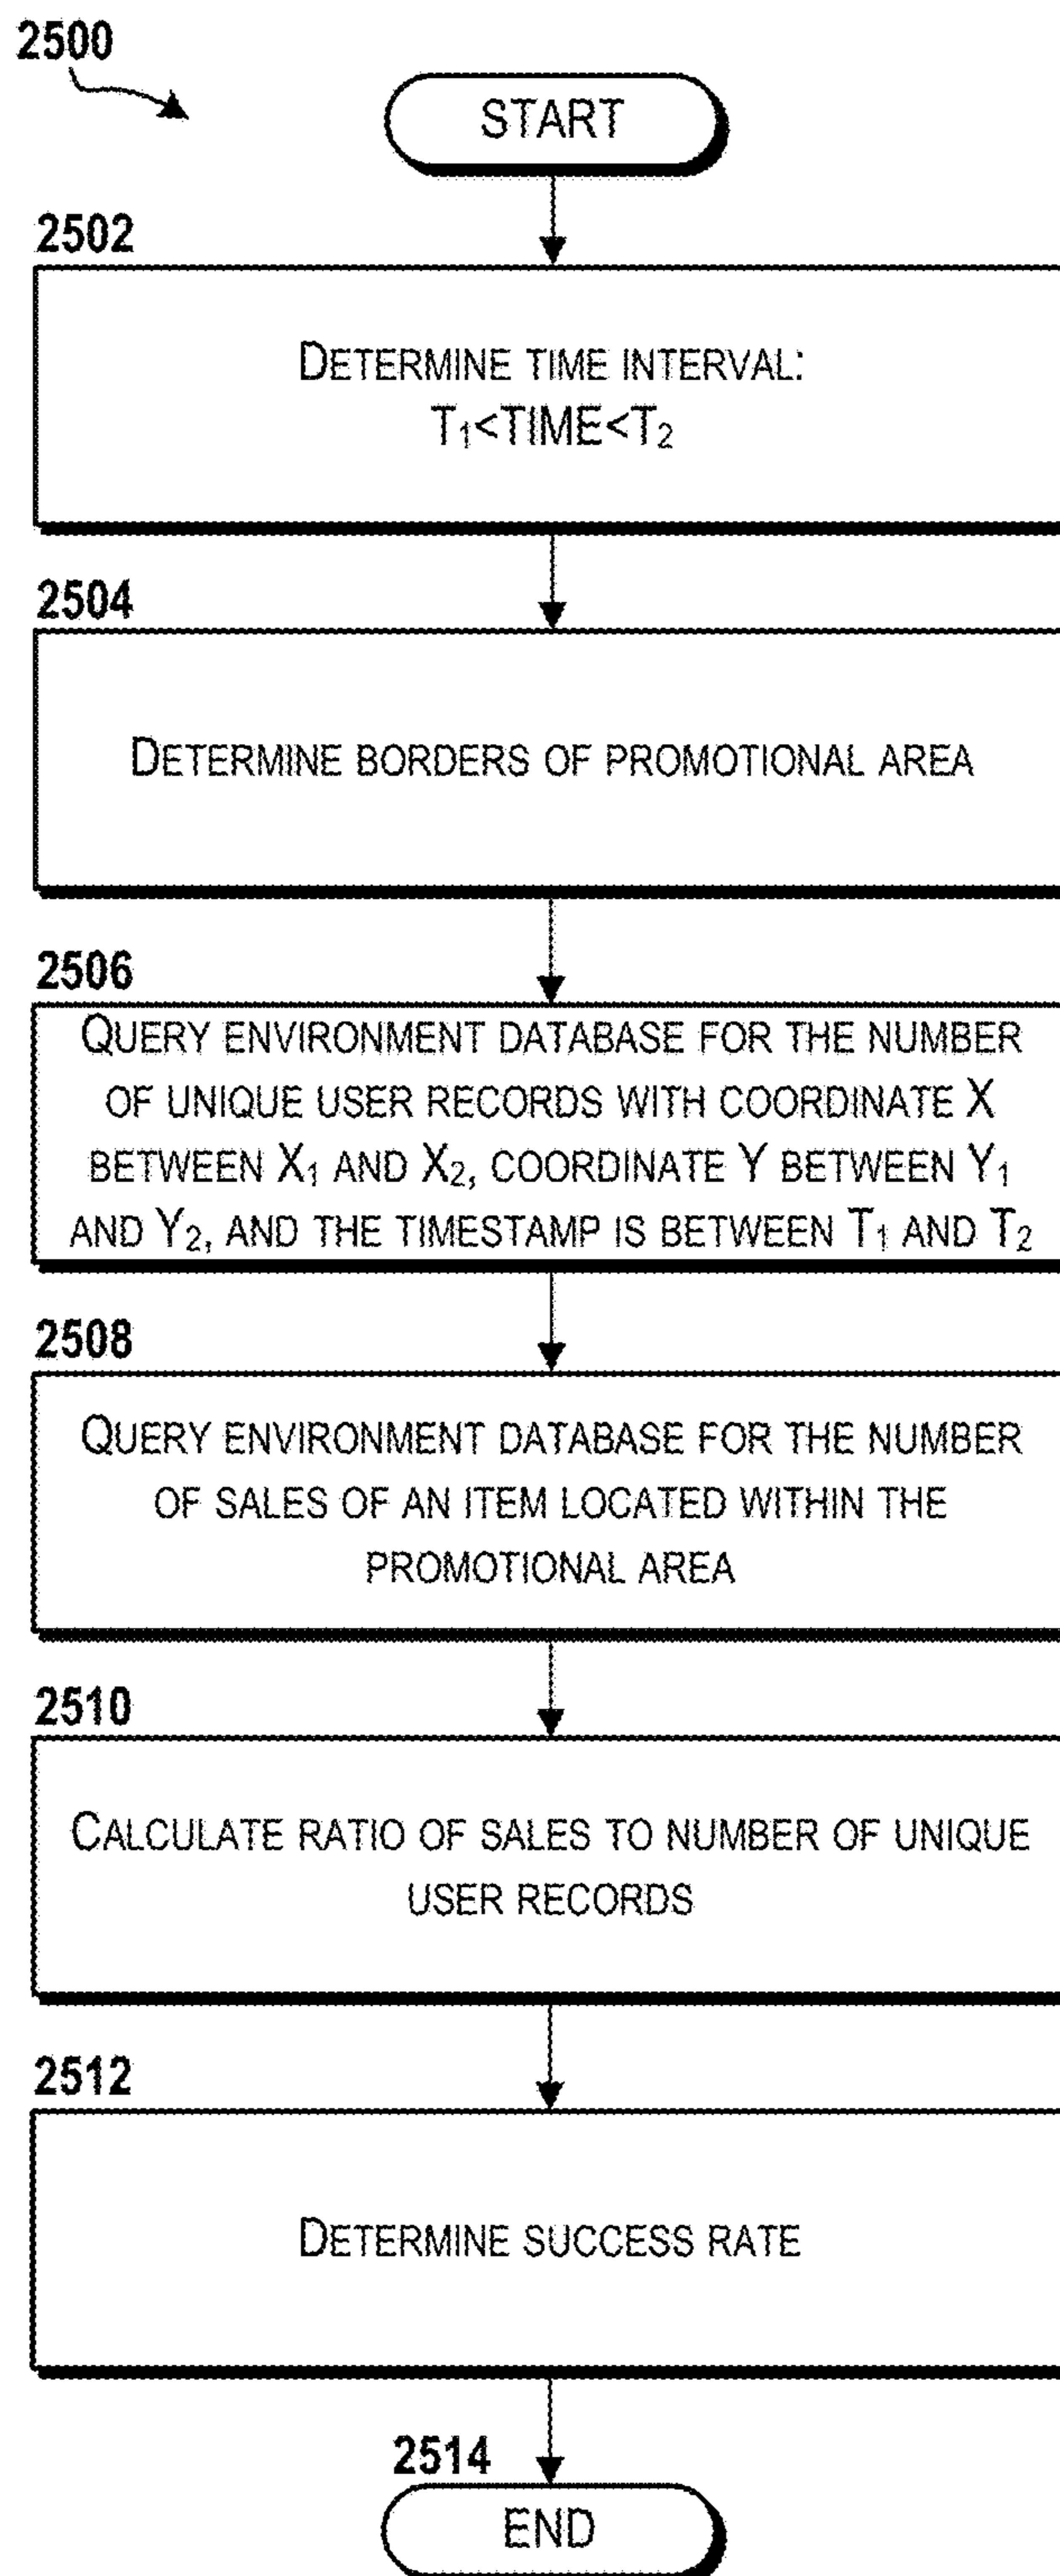 2500
START
2502
DETERMINE TIME INTERVAL:
T₁<TIME<T₂
2504
DETERMINE BORDERS OF PROMOTIONAL AREA
2506
QUERY ENVIRONMENT DATABASE FOR THE NUMBER
OF UNIQUE USER RECORDS WITH COORDINATE X
BETWEEN X₁ AND X₂, COORDINATE Y BETWEEN Y₁
AND Y₂, AND THE TIMESTAMP IS BETWEEN T₁ AND T₂
2508
QUERY ENVIRONMENT DATABASE FOR THE NUMBER
OF SALES OF AN ITEM LOCATED WITHIN THE
PROMOTIONAL AREA
2510
CALCULATE RATIO OF SALES TO NUMBER OF UNIQUE
USER RECORDS
2512
DETERMINE SUCCESS RATE
2514
END